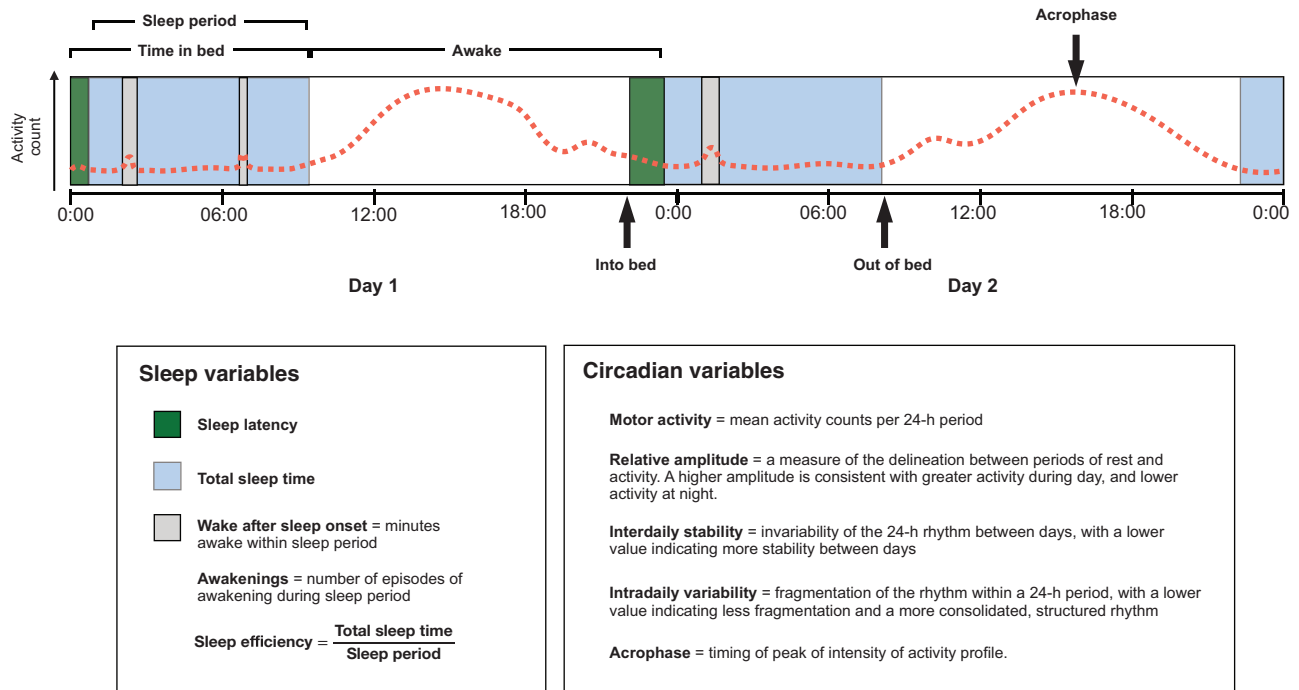 Sleep period
Acrophase
Time in bed
Awake
Activity
count
0:00
06:00
12:00
18:00
0:00
06:00
12:00
18:00
0:00
Into bed
Out of bed
Day 1
Day 2
Sleep variables
Sleep latency
Total sleep time
Wake after sleep onset = minutes
awake within sleep period
Awakenings = number of episodes of
awakening during sleep period
Sleep efficiency = Total sleep time
Sleep period
Circadian variables
Motor activity = mean activity counts per 24-h period
Relative amplitude = a measure of the delineation between periods of rest and
activity. A higher amplitude is consistent with greater activity during day, and lower
activity at night.
Interdaily stability = invariability of the 24-h rhythm between days, with a lower
value indicating more stability between days
Intradaily variability = fragmentation of the rhythm within a 24-h period, with a lower
value indicating less fragmentation and a more consolidated, structured rhythm
Acrophase = timing of peak of intensity of activity profile.